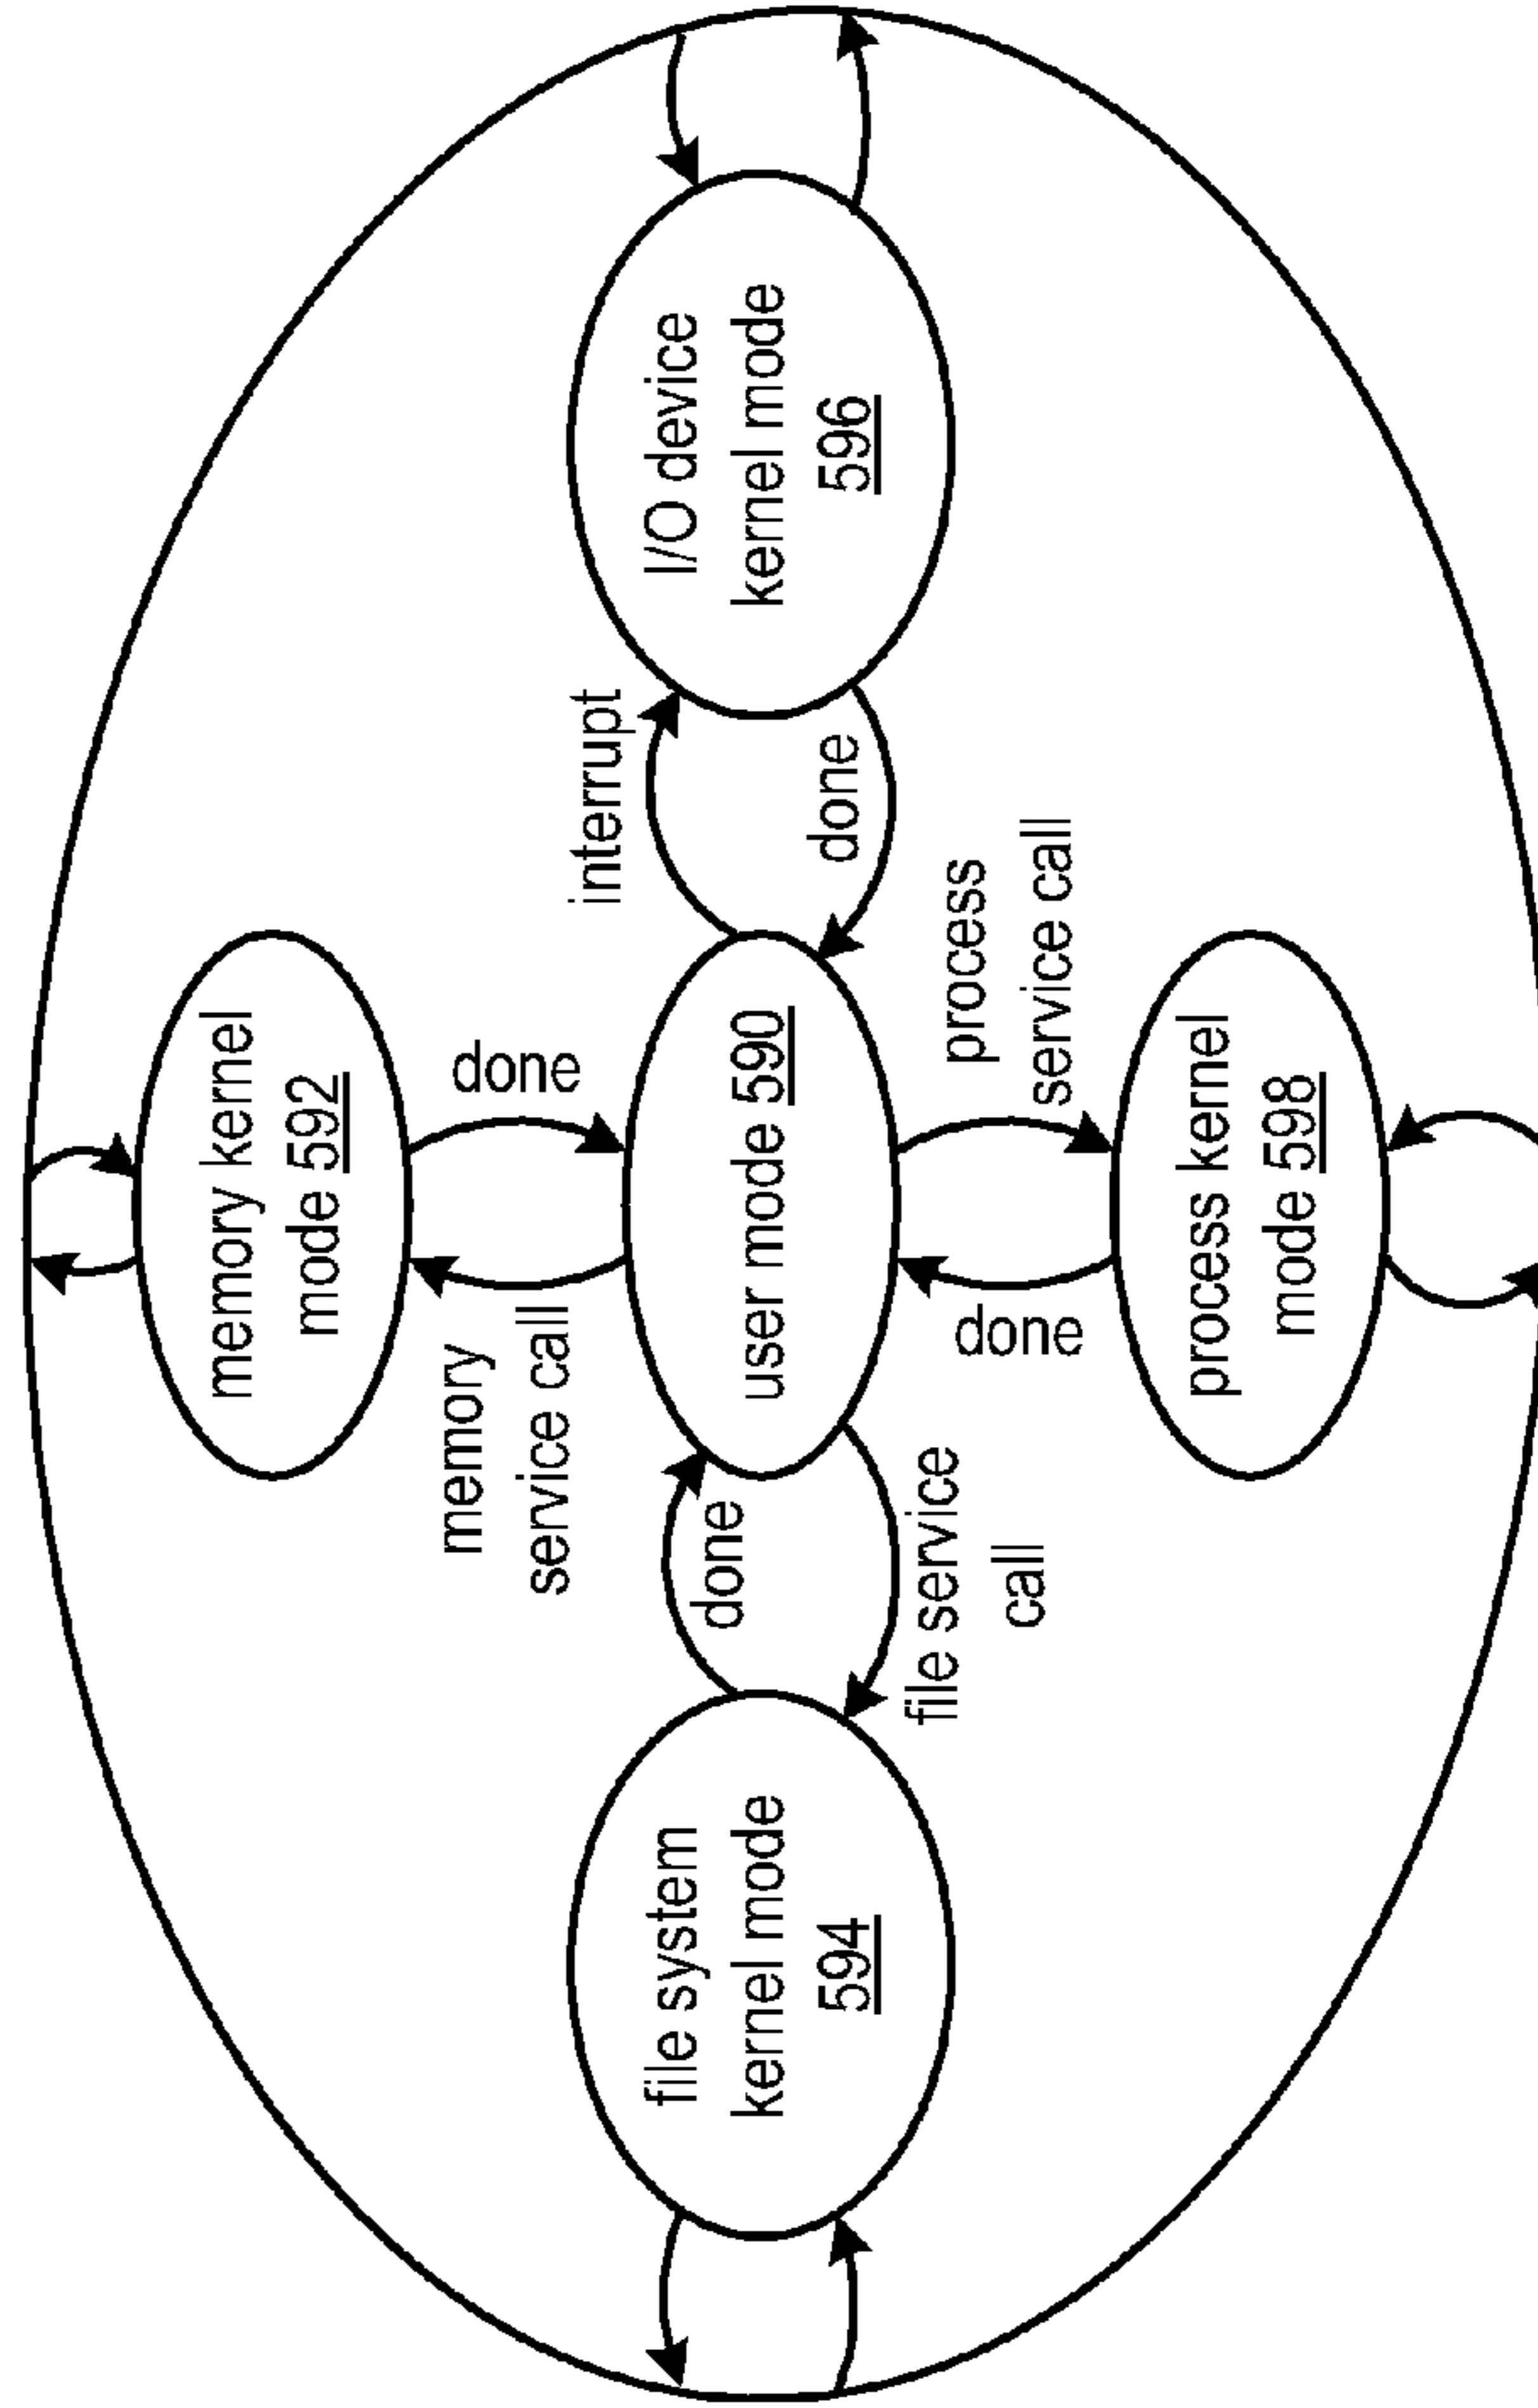 memory kernel
mode 592
done
memory
service call
interrupt
I/O device
kernel mode
596
done
user mode 590
done
file system
kernel mode
594
file service
call
process
service call
done
process kernel
mode 598